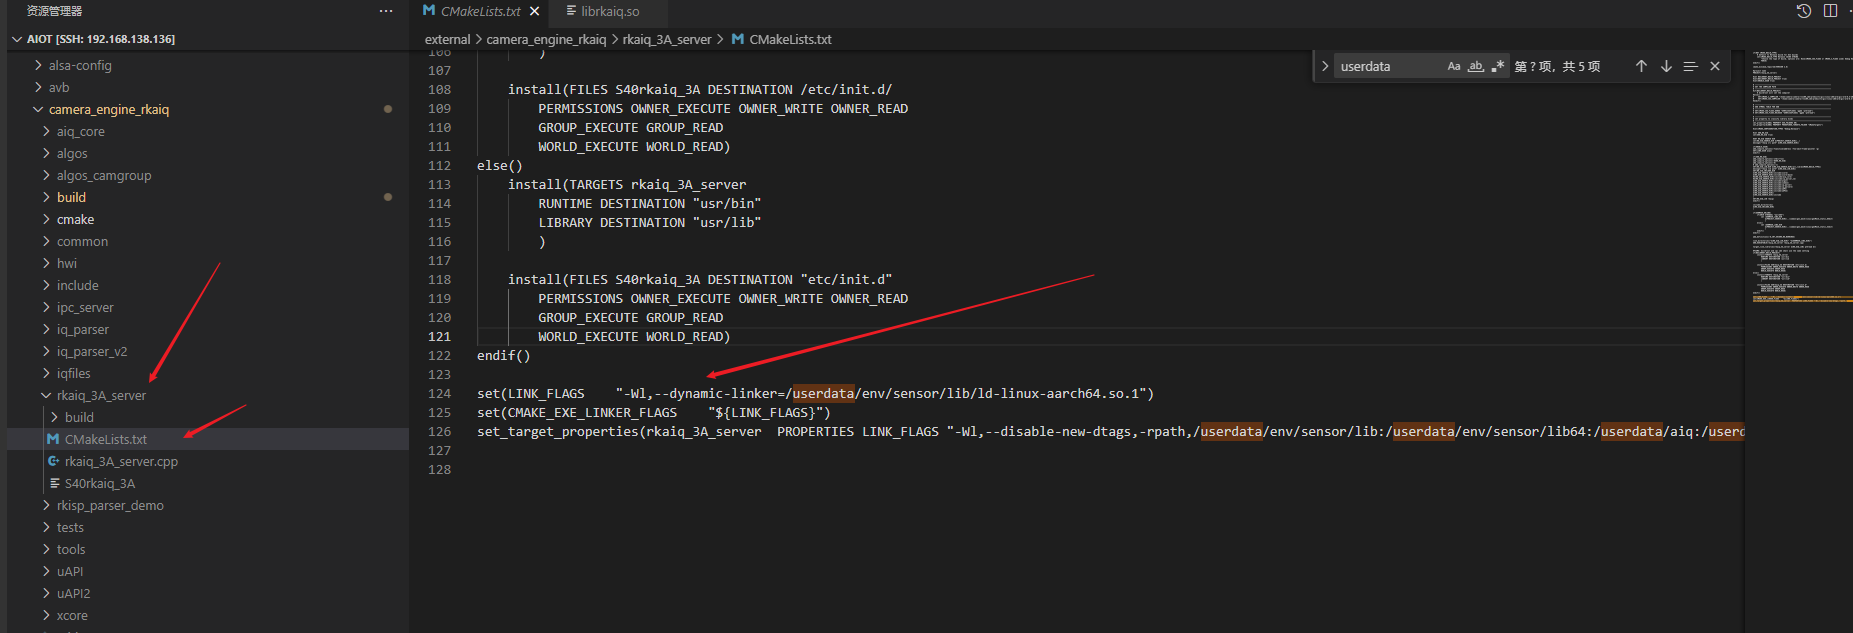 资源管理器
···
AIOT [SSH: 192.168.138.136]
alsa-config
avb
camera_engine_rkaiq
aiq_core
algos
algos_camgroup
build
cmake
common
hwi
include
ipc_server
iq_parser
iq_parser_v2
iqfiles
rkaiq_3A_server
build
CMakeLists.txt
rkaiq_3A_server.cpp
S40rkaiq_3A
rkisp_parser_demo
tests
tools
uAPI
uAPI2
xcore
CMakeLists.txt
librkaiq.so
external > camera_engine_rkaiq > rkaiq_3A_server > CMakeLists.txt
userdata
Aa ab .* 第 ? 项, 共 5 项
106 )
107
108 install(FILES S40rkaiq_3A DESTINATION /etc/init.d/
109 PERMISSIONS OWNER_EXECUTE OWNER_WRITE OWNER_READ
110 GROUP_EXECUTE GROUP_READ
111 WORLD_EXECUTE WORLD_READ)
112 else()
113 install(TARGETS rkaiq_3A_server
114 RUNTIME DESTINATION "usr/bin"
115 LIBRARY DESTINATION "usr/lib"
116 )
117
118 install(FILES S40rkaiq_3A DESTINATION "etc/init.d"
119 PERMISSIONS OWNER_EXECUTE OWNER_WRITE OWNER_READ
120 GROUP_EXECUTE GROUP_READ
121 WORLD_EXECUTE WORLD_READ)
122 endif()
123
124 set(LINK_FLAGS "-Wl,--dynamic-linker=/userdata/env/sensor/lib/ld-linux-aarch64.so.1")
125 set(CMAKE_EXE_LINKER_FLAGS "${LINK_FLAGS}")
126 set_target_properties(rkaiq_3A_server PROPERTIES LINK_FLAGS "-Wl,--disable-new-dtags,-rpath,/userdata/env/sensor/lib:/userdata/env/sensor/lib64:/userdata/aiq:/userd
127
128